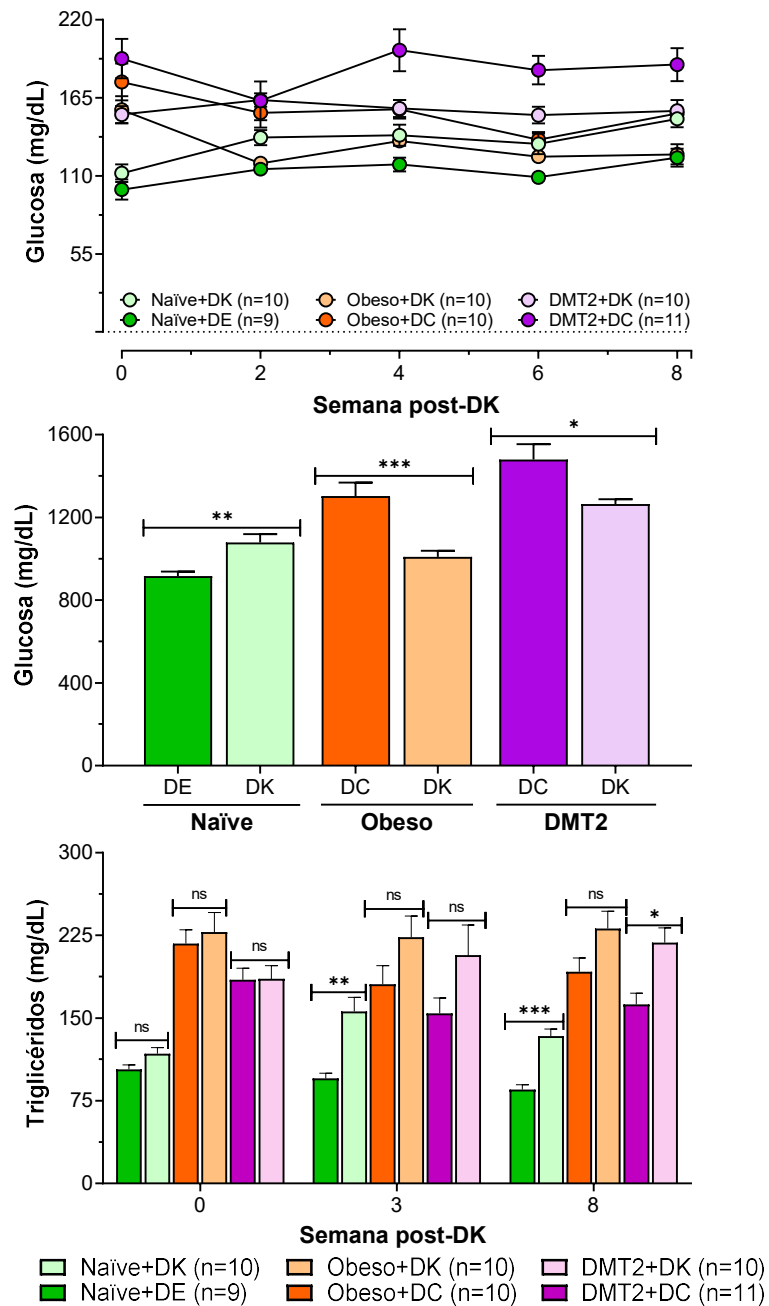 220
165
110
55
Glucosa (mg/dL)
Naïve+DK (n=10) Obeso+DK (n=10) DMT2+DK (n=10)
Naïve+DE (n=9) Obeso+DC (n=10) DMT2+DC (n=11)
0 2 4 6 8
Semana post-DK
1600
1200
800
400
0
Glucosa (mg/dL)
** *** *
DE DK DC DK DC DK
Naïve Obeso DMT2
300
225
150
75
0
Triglicéridos (mg/dL)
ns ns ns ** ns ns *** ns *
0 3 8
Semana post-DK
Naïve+DK (n=10) Obeso+DK (n=10) DMT2+DK (n=10)
Naïve+DE (n=9) Obeso+DC (n=10) DMT2+DC (n=11)